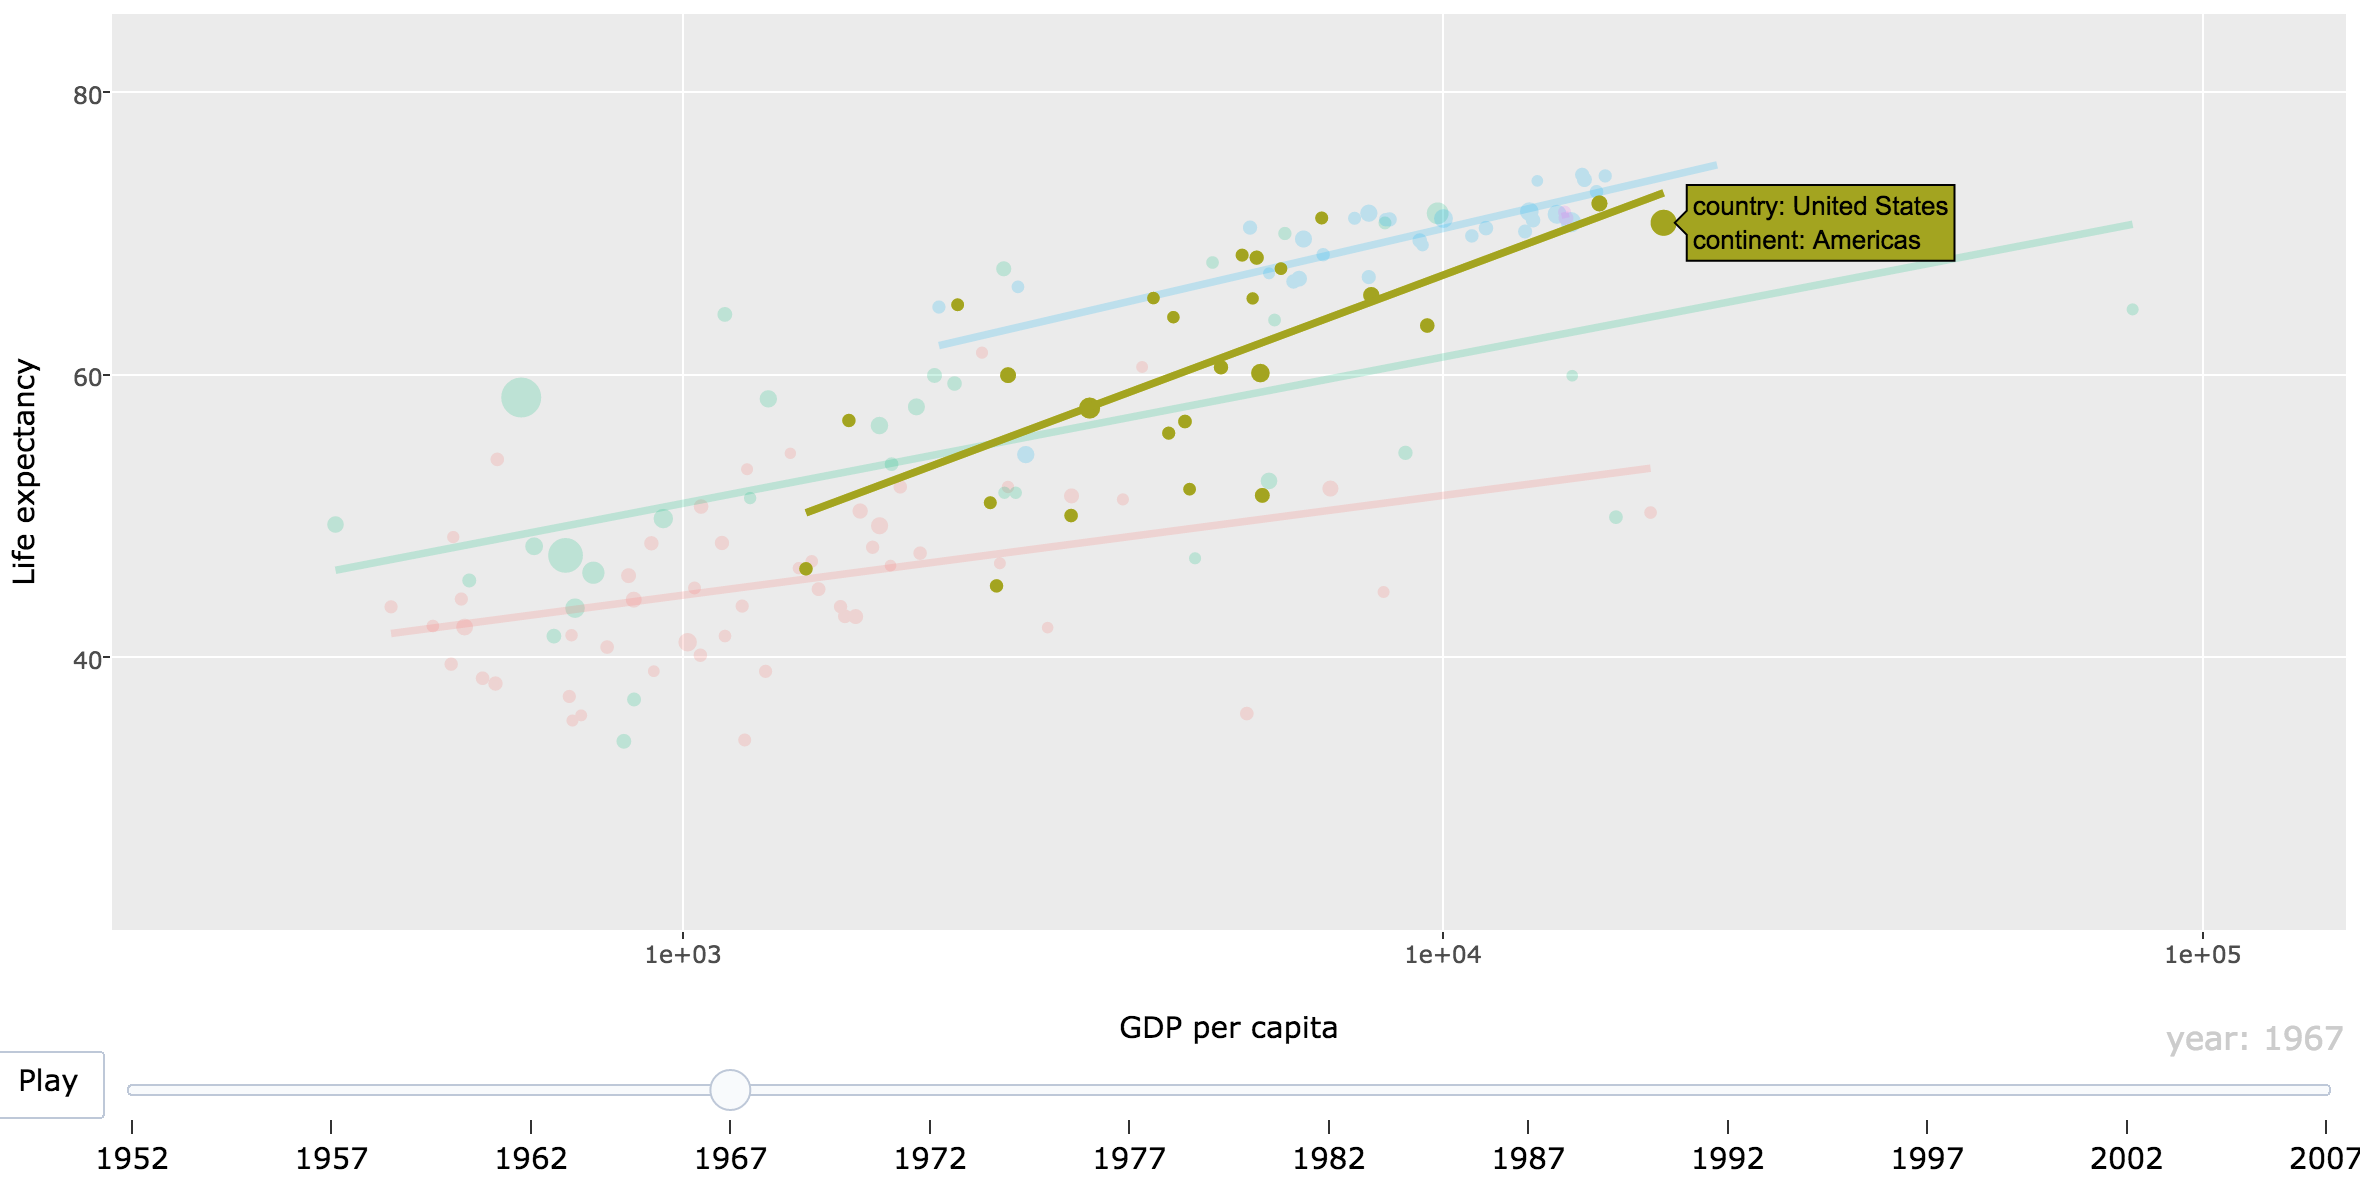 80
60
40
Life expectancy
country: United States
continent: Americas
1e+03
1e+04
1e+05
GDP per capita
year: 1967
Play
1952
1957
1962
1967
1972
1977
1982
1987
1992
1997
2002
2007